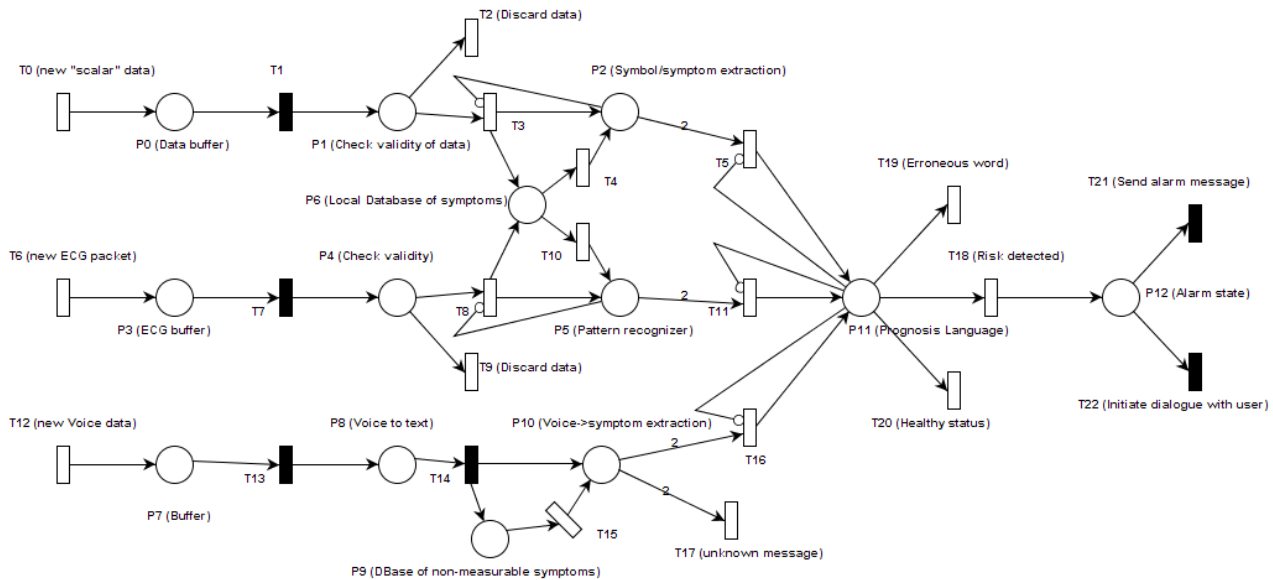 T2 (Discard data)
T0 (new "scalar" data)
T1
P2 (Symbol/symptom extraction)
2
P0 (Data buffer)
P1 (Check validity of data)
T3
T5
T19 (Erroneous word)
T4
T21 (Send alarm message)
P6 (Local Database of symptoms)
T6 (new ECG packet)
P4 (Check validity)
T10
T18 (Risk detected)
2
P12 (Alarm state)
P3 (ECG buffer)
T7
T8
T11
P5 (Pattern recognizer)
P11 (Prognosis Language)
T9 (Discard data)
T22 (Initiate dialogue with user)
T12 (new Voice data)
P8 (Voice to text)
P10 (Voice->symptom extraction)
T20 (Healthy status)
2
T16
T13
T14
2
P7 (Buffer)
T15
T17 (unknown message)
P9 (DBase of non-measurable symptoms)